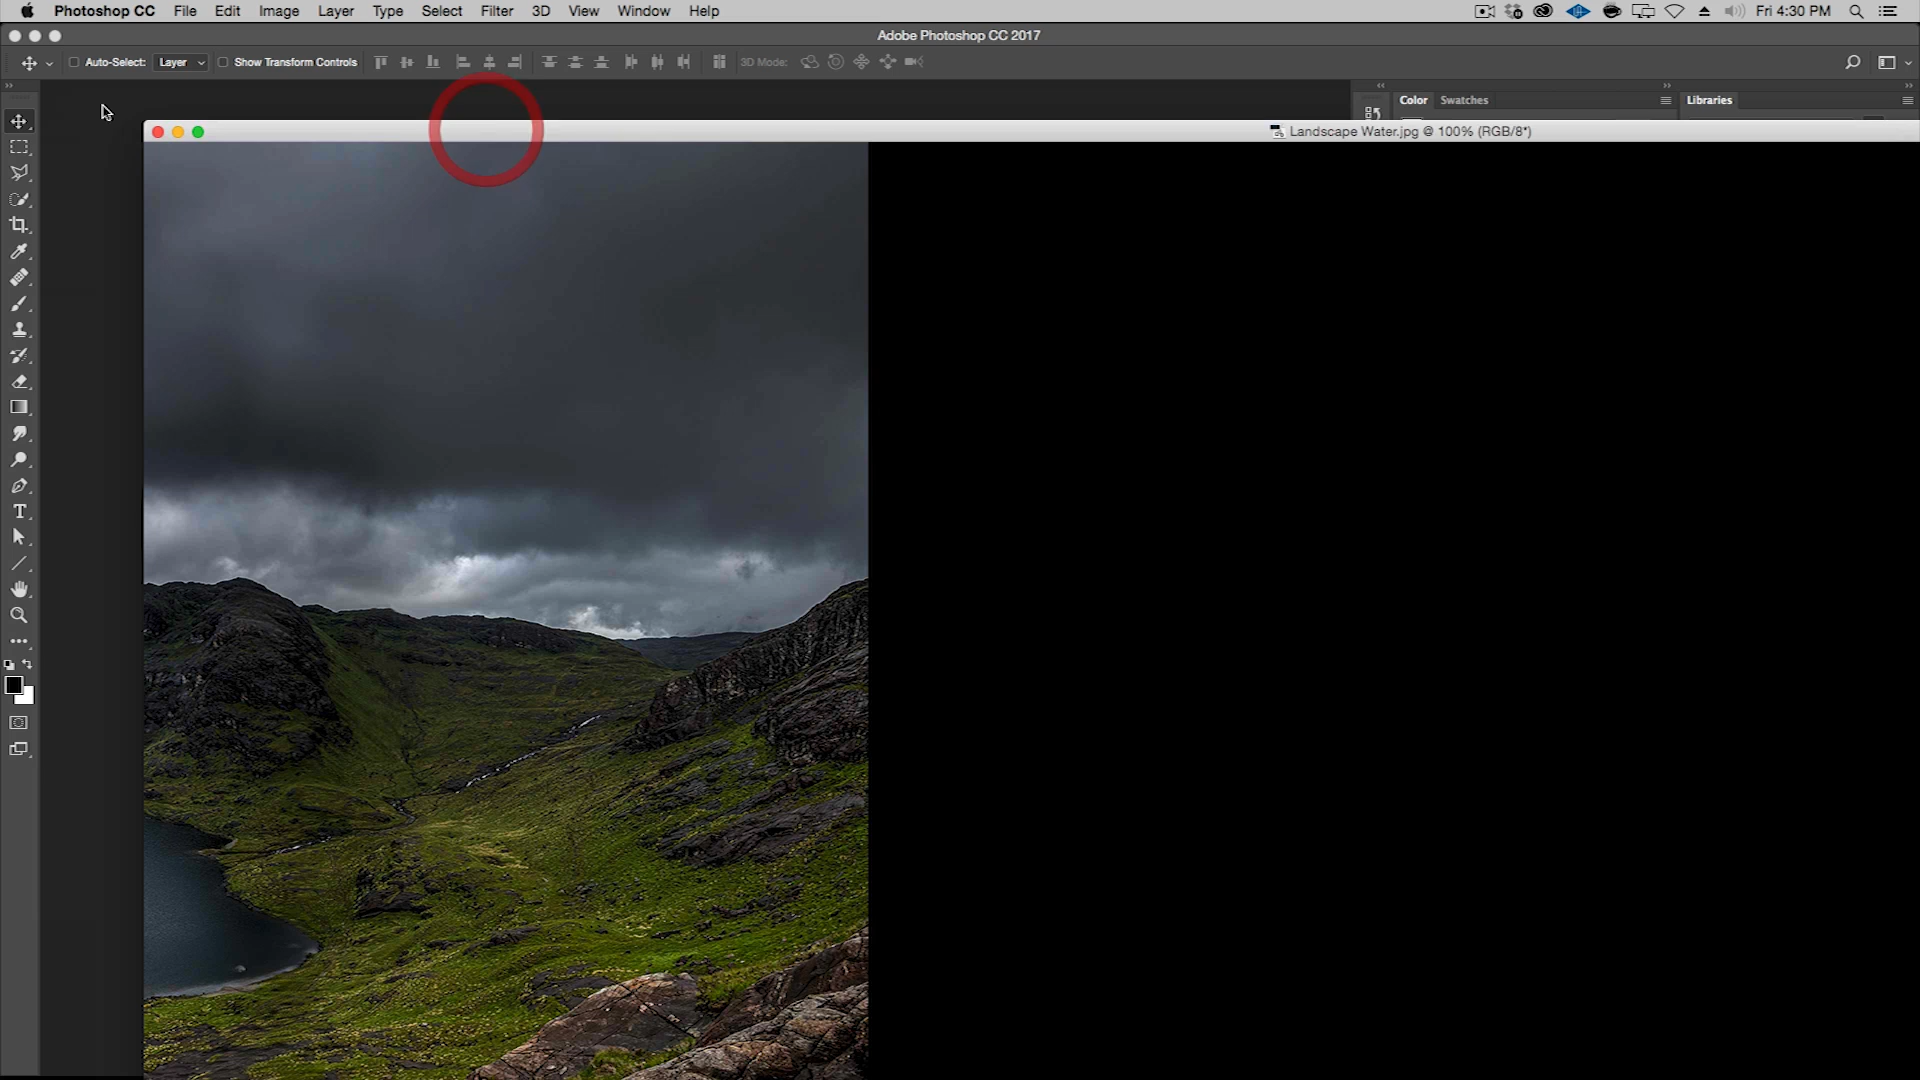 Photoshop CC File Edit Image Layer Type Select Filter 3D View Window Help Fri 4:30 PM
Adobe Photoshop CC 2017
Auto-Select: Layer Show Transform Controls 3D Mode:
Color Swatches Libraries
Landscape Water.jpg @ 100% (RGB/8*)